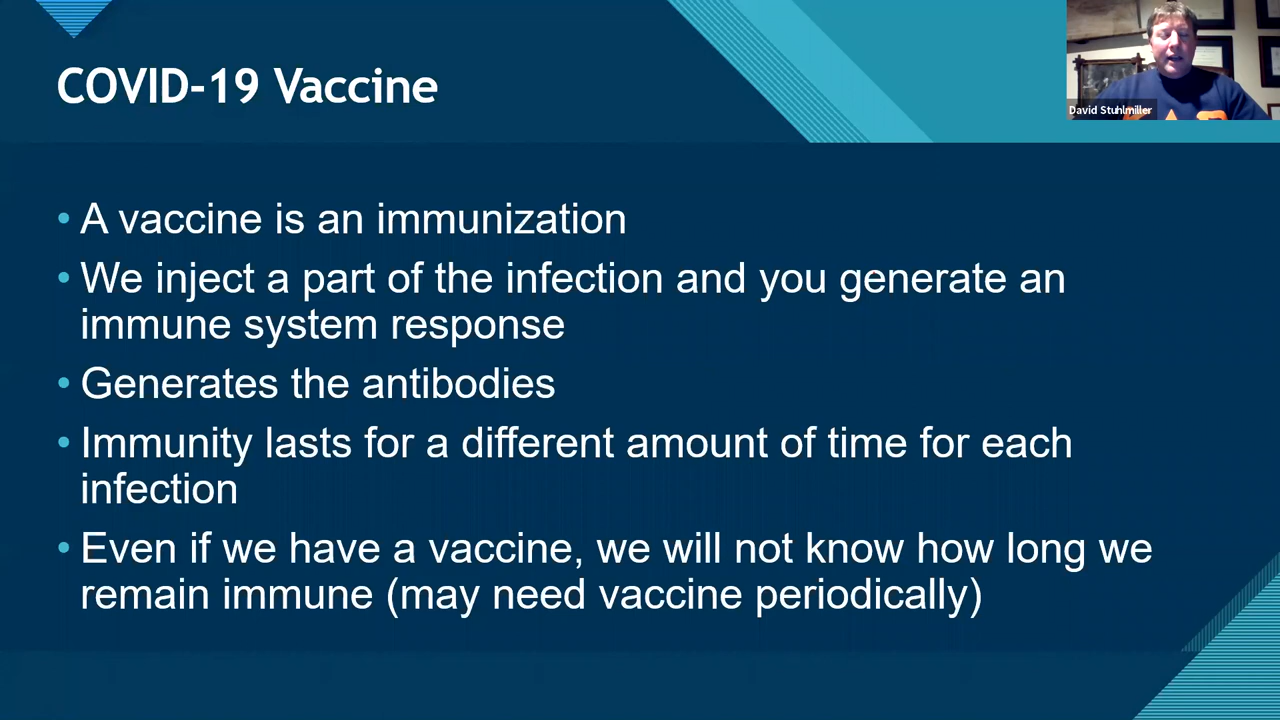 COVID-19 Vaccine
David Stuhlmiller
• A vaccine is an immunization
• We inject a part of the infection and you generate an
immune system response
• Generates the antibodies
• Immunity lasts for a different amount of time for each
infection
• Even if we have a vaccine, we will not know how long we
remain immune (may need vaccine periodically)